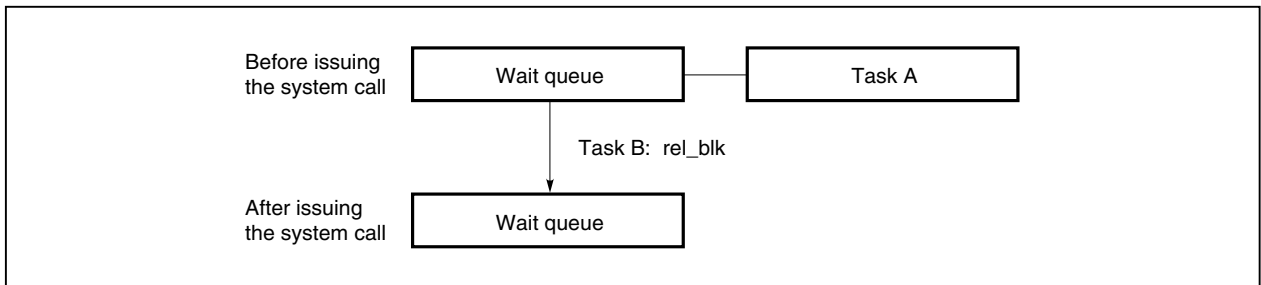 Before issuing
the system call
Wait queue
Task A
Task B: rel_blk
After issuing
the system call
Wait queue